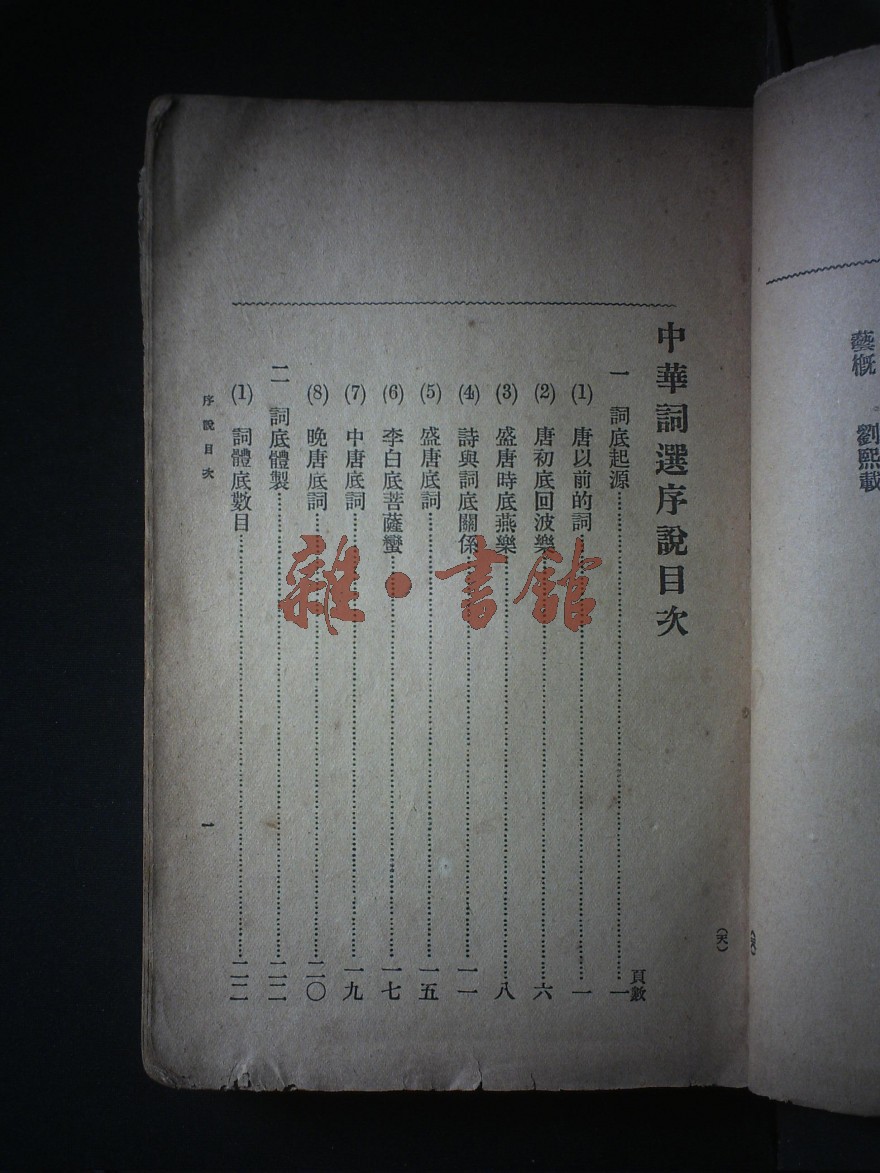 藝概　劉熙載
中華詞選序說目次
頁數
一　詞底起源……一
(1)　唐以前的詞……一
(2)　唐初底回波樂……六
(3)　盛唐時底燕樂……八
(4)　詩與詞底關係……一一
(5)　盛唐底詞……一五
(6)　李白底菩薩蠻……一七
(7)　中唐底詞……一九
(8)　晚唐底詞……二〇
二　詞底體製……二二
(1)　詞體底數目……二二
序說目次　一
(天)
雜·書館